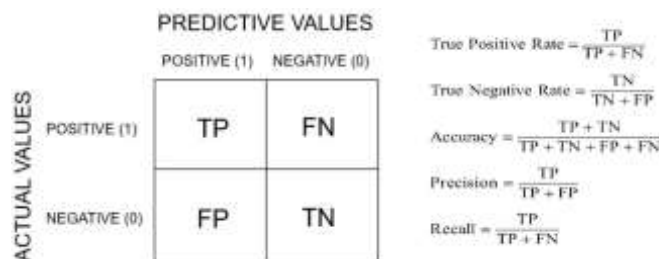 PREDICTIVE VALUES
POSITIVE (1) NEGATIVE (0)
ACTUAL VALUES
POSITIVE (1) TP FN
NEGATIVE (0) FP TN
True Positive Rate = TP / TP + FN
True Negative Rate = TN / TN + FP
Accuracy = TP + TN / TP + TN + FP + FN
Precision = TP / TP + FP
Recall = TP / TP + FN